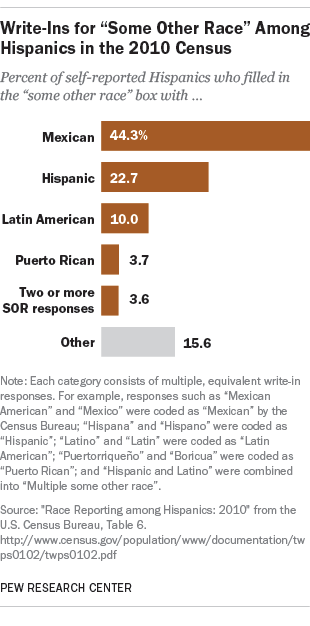 Write-Ins for “Some Other Race” Among
Hispanics in the 2010 Census
Percent of self-reported Hispanics who filled in
the “some other race” box with ...
Mexican 44.3%
Hispanic 22.7
Latin American 10.0
Puerto Rican 3.7
Two or more
SOR responses 3.6
Other 15.6
Note: Each category consists of multiple, equivalent write-in
responses. For example, responses such as “Mexican
American” and “Mexico” were coded as “Mexican” by the
Census Bureau; “Hispana” and “Hispano” were coded as
“Hispanic”; “Latino” and “Latin” were coded as “Latin
American”; “Puertorriqueño” and “Boricua” were coded as
“Puerto Rican”; and “Hispanic and Latino” were combined
into “Multiple some other race”.
Source: "Race Reporting among Hispanics: 2010" from the
U.S. Census Bureau, Table 6.
http://www.census.gov/population/www/documentation/tw
ps0102/twps0102.pdf
PEW RESEARCH CENTER